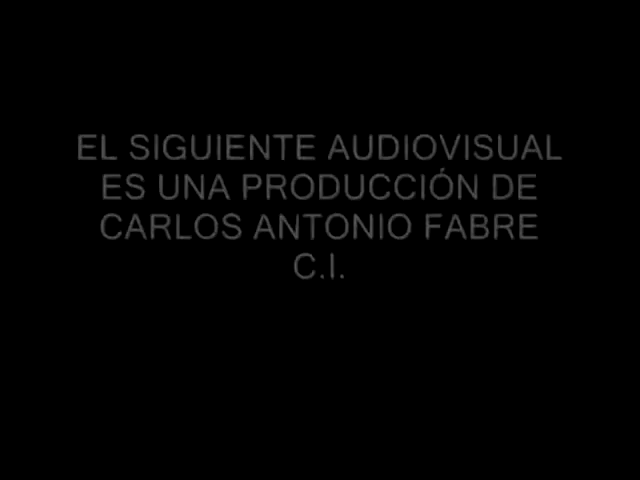 EL SIGUIENTE AUDIOVISUAL
ES UNA PRODUCCIÓN DE
CARLOS ANTONIO FABRE
C.I.